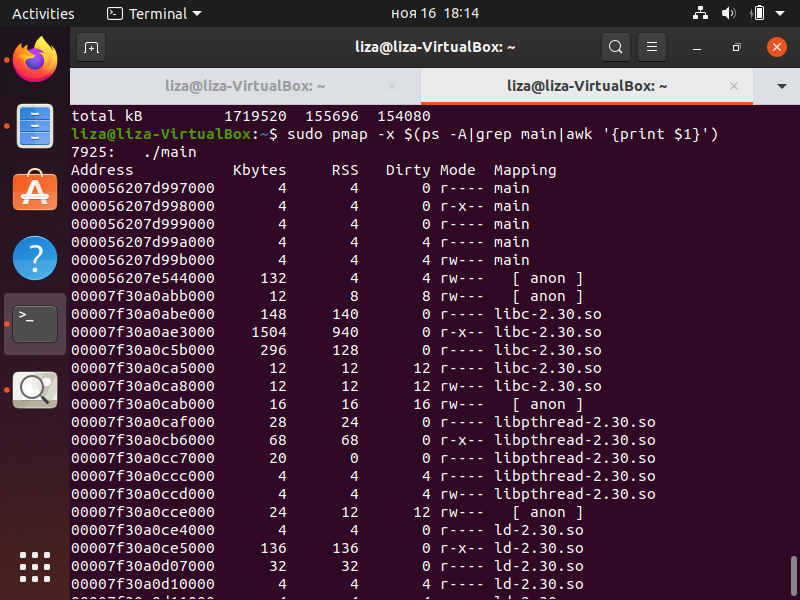 Activities Terminal ноя 16 18:14
liza@liza-VirtualBox: ~
liza@liza-VirtualBox: ~ × liza@liza-VirtualBox: ~ ×
total kB 1719520 155696 154080
liza@liza-VirtualBox:~$ sudo pmap -x $(ps -A|grep main|awk '{print $1}')
7925: ./main
Address Kbytes RSS Dirty Mode Mapping
000056207d997000 4 4 0 r---- main
000056207d998000 4 4 0 r-x-- main
000056207d999000 4 4 0 r---- main
000056207d99a000 4 4 4 r---- main
000056207d99b000 4 4 4 rw--- main
000056207e544000 132 4 4 rw--- [ anon ]
00007f30a0abb000 12 8 8 rw--- [ anon ]
00007f30a0abe000 148 140 0 r---- libc-2.30.so
00007f30a0ae3000 1504 940 0 r-x-- libc-2.30.so
00007f30a0c5b000 296 128 0 r---- libc-2.30.so
00007f30a0ca5000 12 12 12 r---- libc-2.30.so
00007f30a0ca8000 12 12 12 rw--- libc-2.30.so
00007f30a0cab000 16 16 16 rw--- [ anon ]
00007f30a0caf000 28 24 0 r---- libpthread-2.30.so
00007f30a0cb6000 68 68 0 r-x-- libpthread-2.30.so
00007f30a0cc7000 20 0 0 r---- libpthread-2.30.so
00007f30a0ccc000 4 4 4 r---- libpthread-2.30.so
00007f30a0ccd000 4 4 4 rw--- libpthread-2.30.so
00007f30a0cce000 24 12 12 rw--- [ anon ]
00007f30a0ce4000 4 4 0 r---- ld-2.30.so
00007f30a0ce5000 136 136 0 r-x-- ld-2.30.so
00007f30a0d07000 32 32 0 r---- ld-2.30.so
00007f30a0d10000 4 4 4 r---- ld-2.30.so